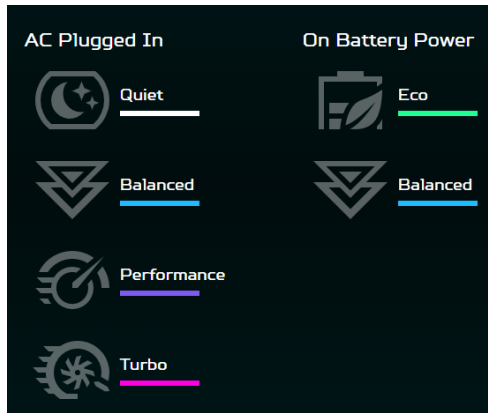 AC Plugged In
Quiet
Balanced
Performance
Turbo
On Battery Power
Eco
Balanced